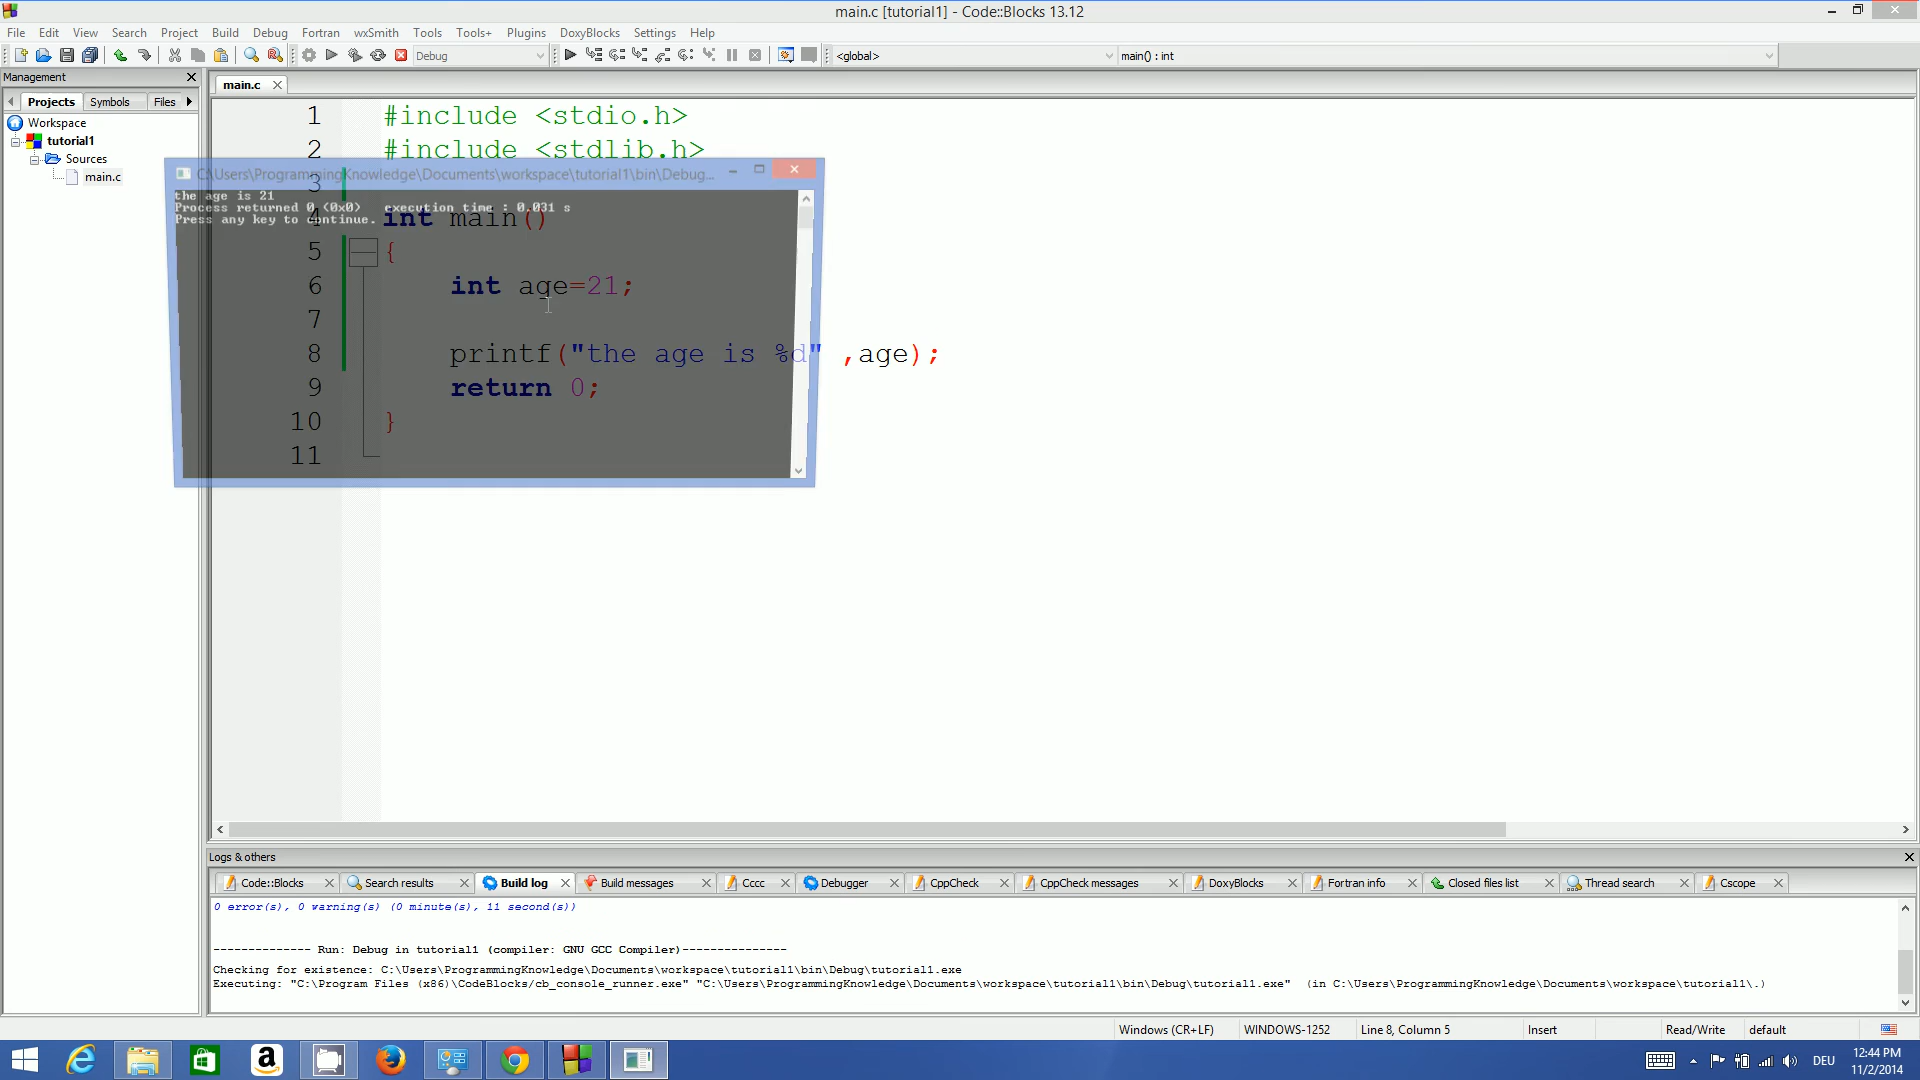 main.c [tutorial1] - Code::Blocks 13.12
File Edit View Search Project Build Debug Fortran wxSmith Tools Tools+ Plugins DoxyBlocks Settings Help
Debug <global> main() : int
Management
Projects Symbols Files
main.c
Workspace
tutorial1
Sources
main.c
1 #include <stdio.h>
2 #include <stdlib.h>
3
4 int main()
5 {
6 int age=21;
7
8 printf("the age is %d" ,age);
9 return 0;
10 }
11
C:\Users\ProgrammingKnowledge\Documents\workspace\tutorial1\bin\Debug...
the age is 21
Process returned 0 (0x0) execution time : 0.031 s
Press any key to continue.
Logs & others
Code::Blocks Search results Build log Build messages Cccc Debugger CppCheck CppCheck messages DoxyBlocks Fortran info Closed files list Thread search Cscope
0 error(s), 0 warning(s) (0 minute(s), 11 second(s))
-------------- Run: Debug in tutorial1 (compiler: GNU GCC Compiler)---------------
Checking for existence: C:\Users\ProgrammingKnowledge\Documents\workspace\tutorial1\bin\Debug\tutorial1.exe
Executing: "C:\Program Files (x86)\CodeBlocks/cb_console_runner.exe" "C:\Users\ProgrammingKnowledge\Documents\workspace\tutorial1\bin\Debug\tutorial1.exe" (in C:\Users\ProgrammingKnowledge\Documents\workspace\tutorial1\.)
Windows (CR+LF) WINDOWS-1252 Line 8, Column 5 Insert Read/Write default
DEU
12:44 PM
11/2/2014